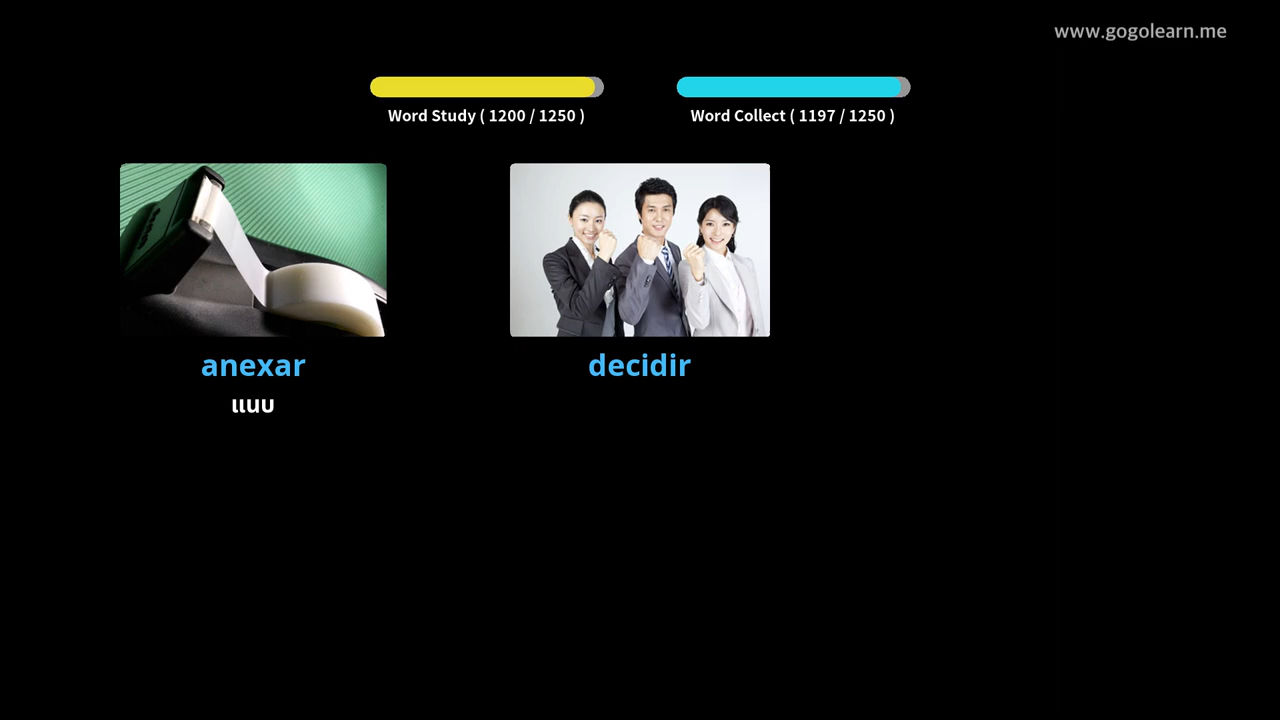 www.gogolearn.me
Word Study ( 1200 / 1250 )
Word Collect ( 1197 / 1250 )
anexar
decidir
แนบ